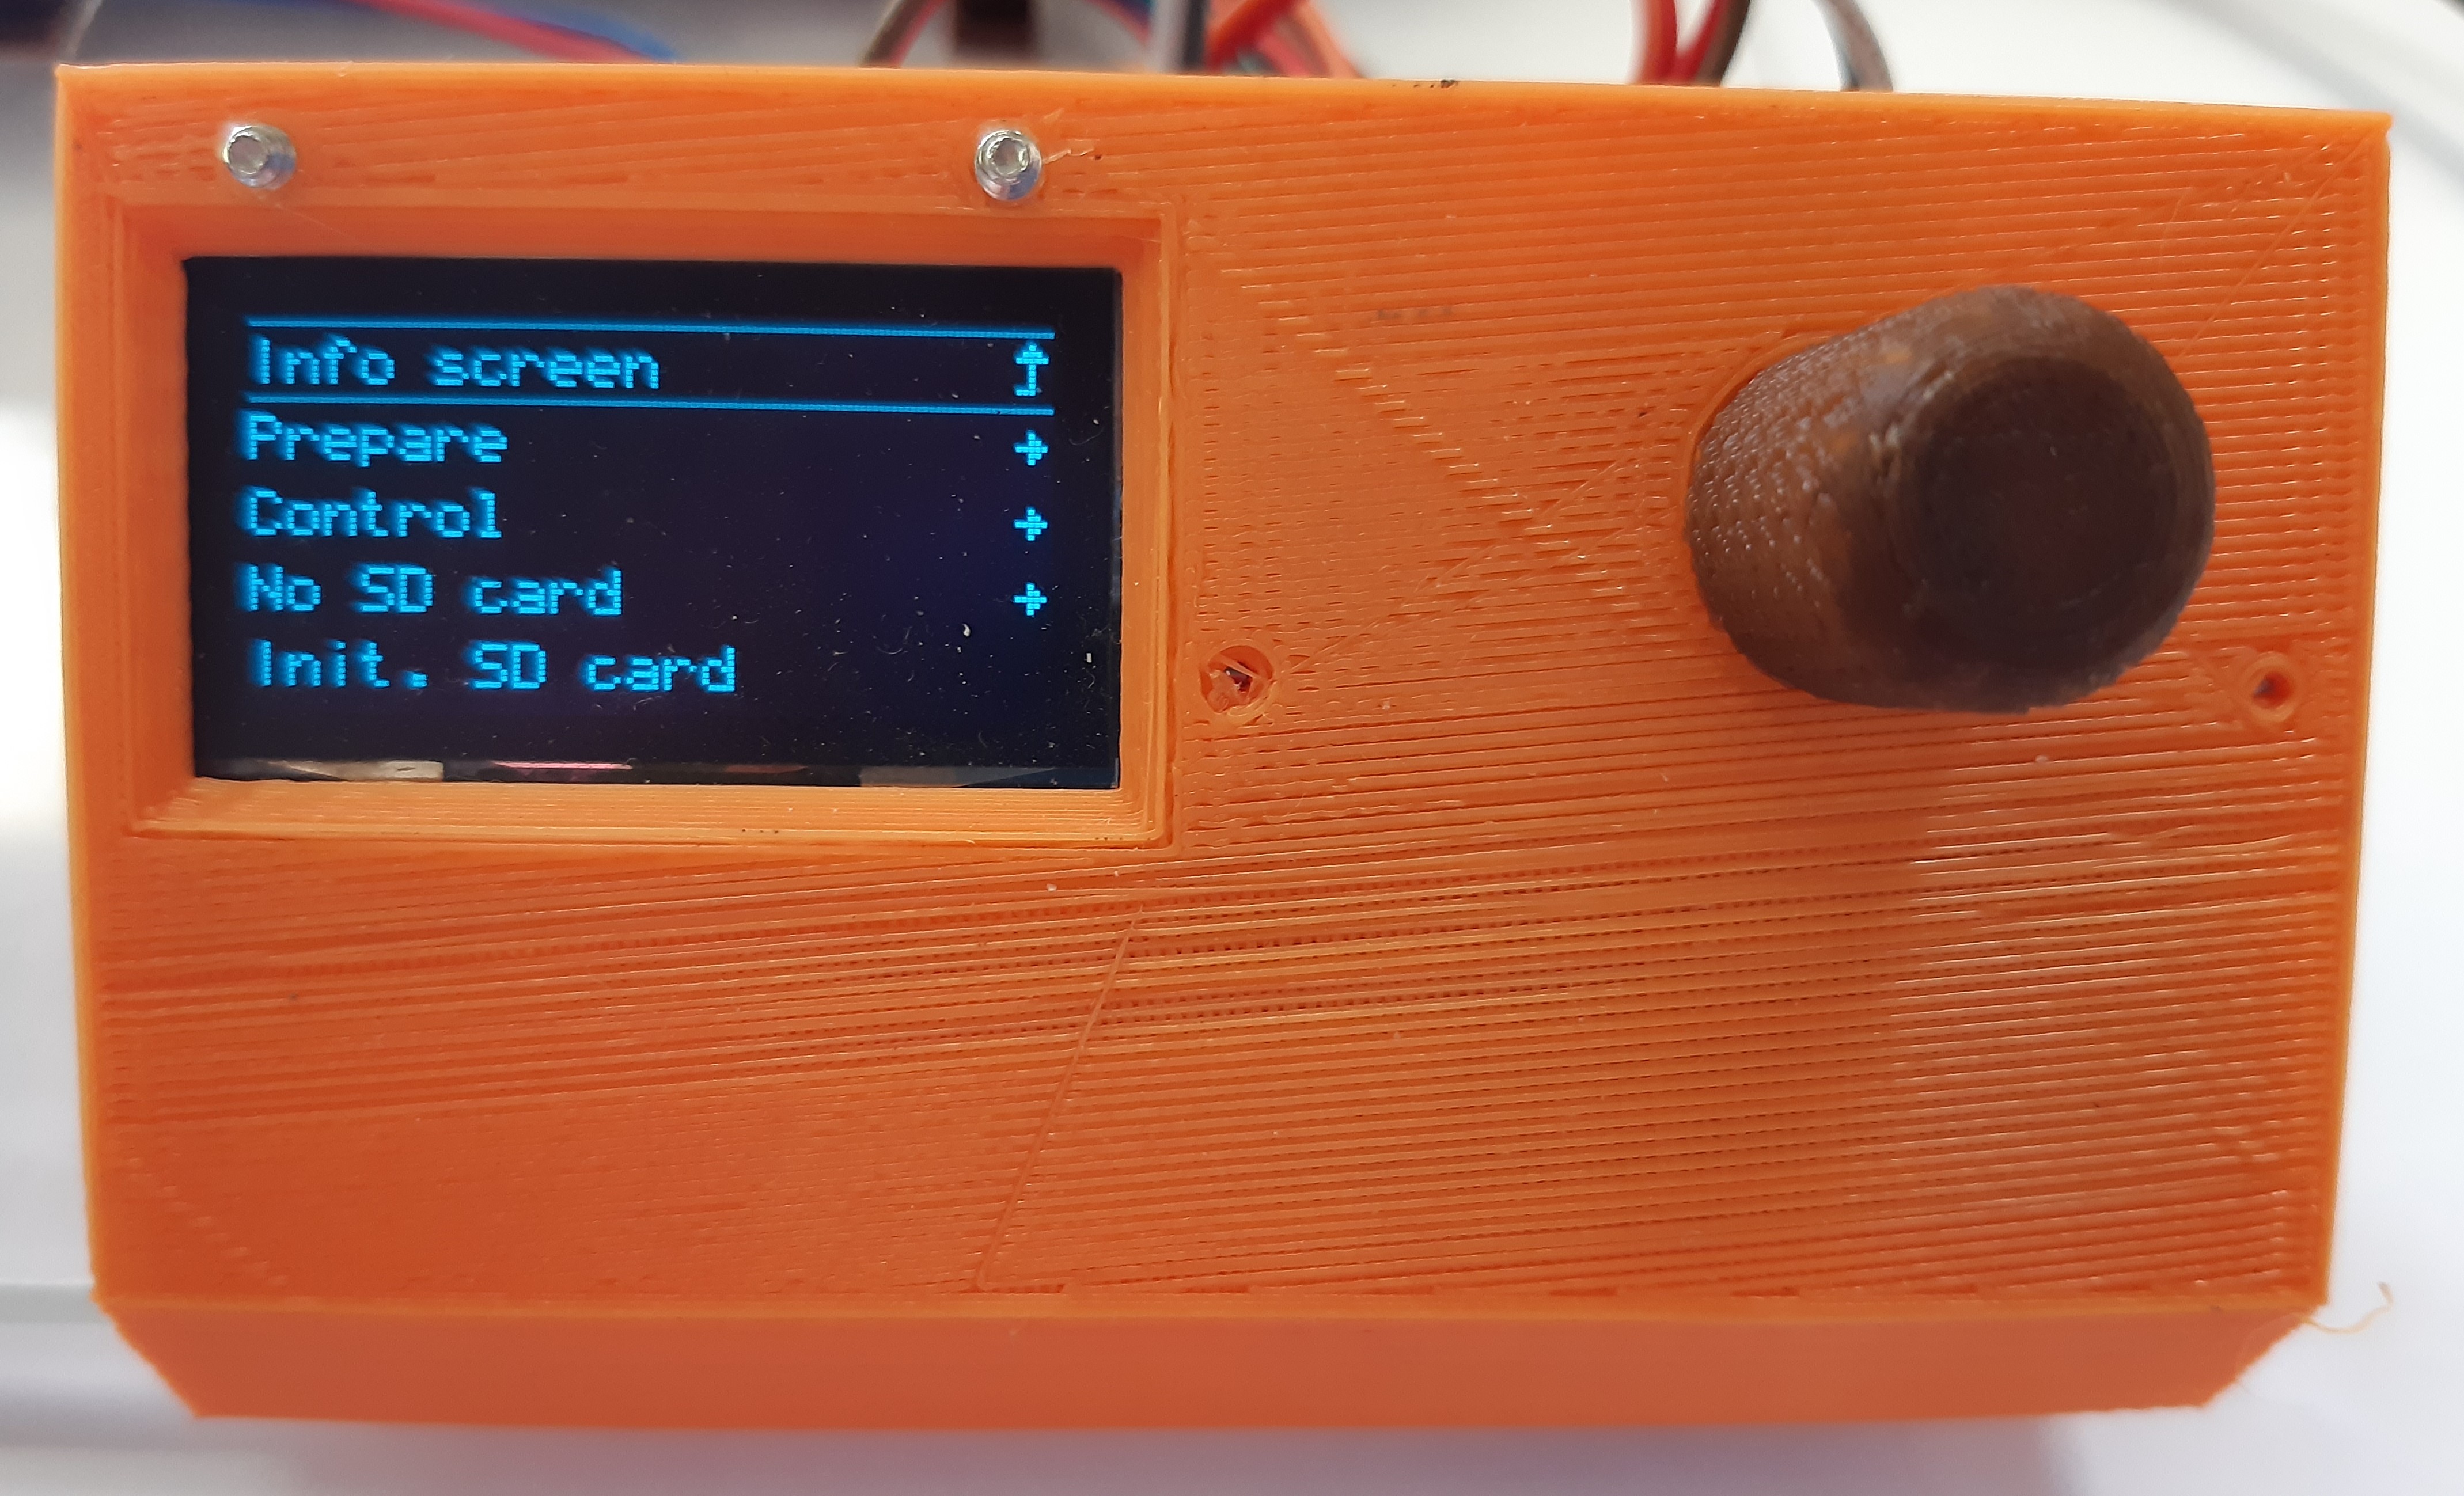 Info screen
Prepare
Control
No SD card
Init. SD card